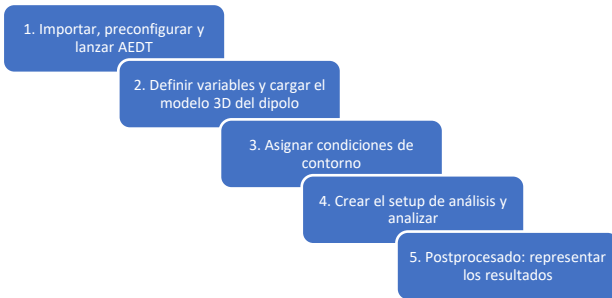 1. Importar, preconfigurar y
lanzar AEDT
2. Definir variables y cargar el
modelo 3D del dipolo
3. Asignar condiciones de
contorno
4. Crear el setup de análisis y
analizar
5. Postprocesado: representar
los resultados